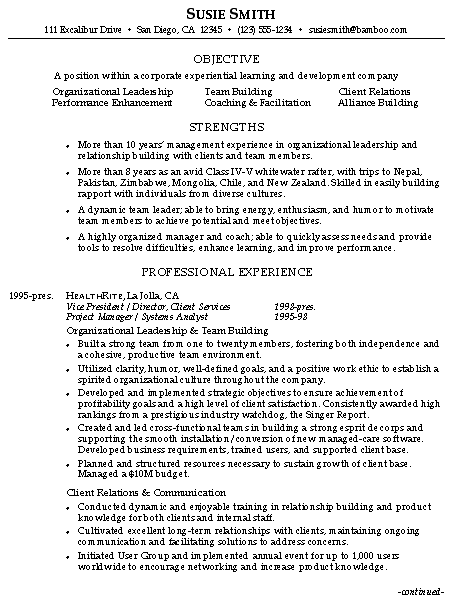 SUSIE SMITH
111 Excalibur Drive • San Diego, CA 12345 • (123) 555-1234 • susiesmith@bamboo.com
OBJECTIVE
A position within a corporate experiential learning and development company
Organizational Leadership Team Building Client Relations
Performance Enhancement Coaching & Facilitation Alliance Building
STRENGTHS
• More than 10 years' management experience in organizational leadership and
relationship building with clients and team members.
• More than 8 years as an avid Class IV-V whitewater rafter, with trips to Nepal,
Pakistan, Zimbabwe, Mongolia, Chile, and New Zealand. Skilled in easily building
rapport with individuals from diverse cultures.
• A dynamic team leader; able to bring energy, enthusiasm, and humor to motivate
team members to achieve potential and meet objectives.
• A highly organized manager and coach; able to quickly assess needs and provide
tools to resolve difficulties, enhance learning, and improve performance.
PROFESSIONAL EXPERIENCE
1995-pres. HEALTHRITE, La Jolla, CA
Vice President / Director, Client Services 1998-pres.
Project Manager / Systems Analyst 1995-98
Organizational Leadership & Team Building
• Built a strong team from one to twenty members, fostering both independence and
a cohesive, productive team environment.
• Utilized clarity, humor, well-defined goals, and a positive work ethic to establish a
spirited organizational culture throughout the company.
• Developed and implemented strategic objectives to ensure achievement of
profitability goals and a high level of client satisfaction. Consistently awarded high
rankings from a prestigious industry watchdog, the Singer Report.
• Created and led cross-functional teams in building a strong esprit de corps and
supporting the smooth installation/conversion of new managed-care software.
Developed business requirements, trained users, and supported client base.
• Planned and structured resources necessary to sustain growth of client base.
Managed a $10M budget.
Client Relations & Communication
• Conducted dynamic and enjoyable training in relationship building and product
knowledge for both clients and internal staff.
• Cultivated excellent long-term relationships with clients, maintaining ongoing
communication and facilitating solutions to address concerns.
• Initiated User Group and implemented annual event for up to 1,000 users
worldwide to encourage networking and increase product knowledge.
-continued-